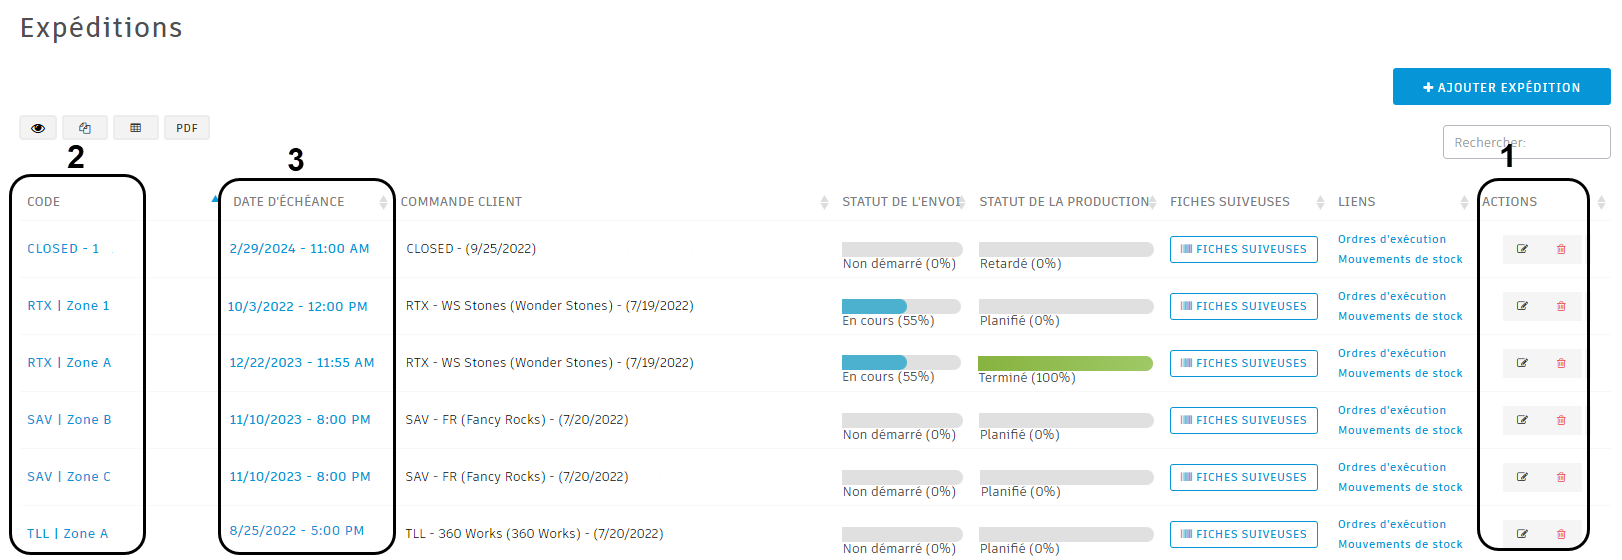 Expéditions
AJOUTER EXPÉDITION
PDF
Rechercher:
2
3
1
CODE DATE D'ÉCHÉANCE COMMANDE CLIENT STATUT DE L'ENVOI STATUT DE LA PRODUCTION FICHES SUIVEUSES LIENS ACTIONS
CLOSED - 1 2/29/2024 - 11:00 AM CLOSED - (9/25/2022) Non démarré (0%) Retardé (0%) FICHES SUIVEUSES Ordres d'exécution
Mouvements de stock
RTX | Zone 1 10/3/2022 - 12:00 PM RTX - WS Stones (Wonder Stones) - (7/19/2022) En cours (55%) Planifié (0%) FICHES SUIVEUSES Ordres d'exécution
Mouvements de stock
RTX | Zone A 12/22/2023 - 11:55 AM RTX - WS Stones (Wonder Stones) - (7/19/2022) En cours (55%) Terminé (100%) FICHES SUIVEUSES Ordres d'exécution
Mouvements de stock
SAV | Zone B 11/10/2023 - 8:00 PM SAV - FR (Fancy Rocks) - (7/20/2022) Non démarré (0%) Planifié (0%) FICHES SUIVEUSES Ordres d'exécution
Mouvements de stock
SAV | Zone C 11/10/2023 - 8:00 PM SAV - FR (Fancy Rocks) - (7/20/2022) Non démarré (0%) Planifié (0%) FICHES SUIVEUSES Ordres d'exécution
Mouvements de stock
TLL | Zone A 8/25/2022 - 5:00 PM TLL - 360 Works (360 Works) - (7/20/2022) Non démarré (0%) Planifié (0%) FICHES SUIVEUSES Ordres d'exécution
Mouvements de stock